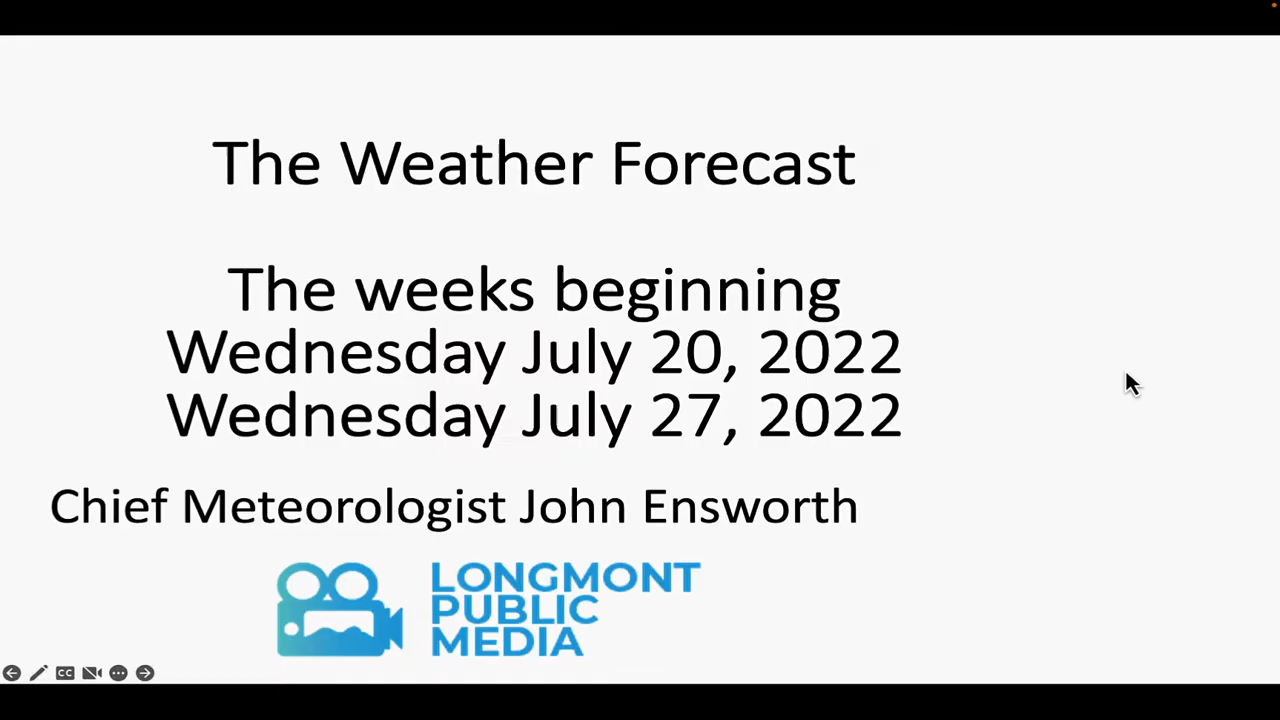 The Weather Forecast
The weeks beginning
Wednesday July 20, 2022
Wednesday July 27, 2022
Chief Meteorologist John Ensworth
LONGMONT
PUBLIC
MEDIA
CC